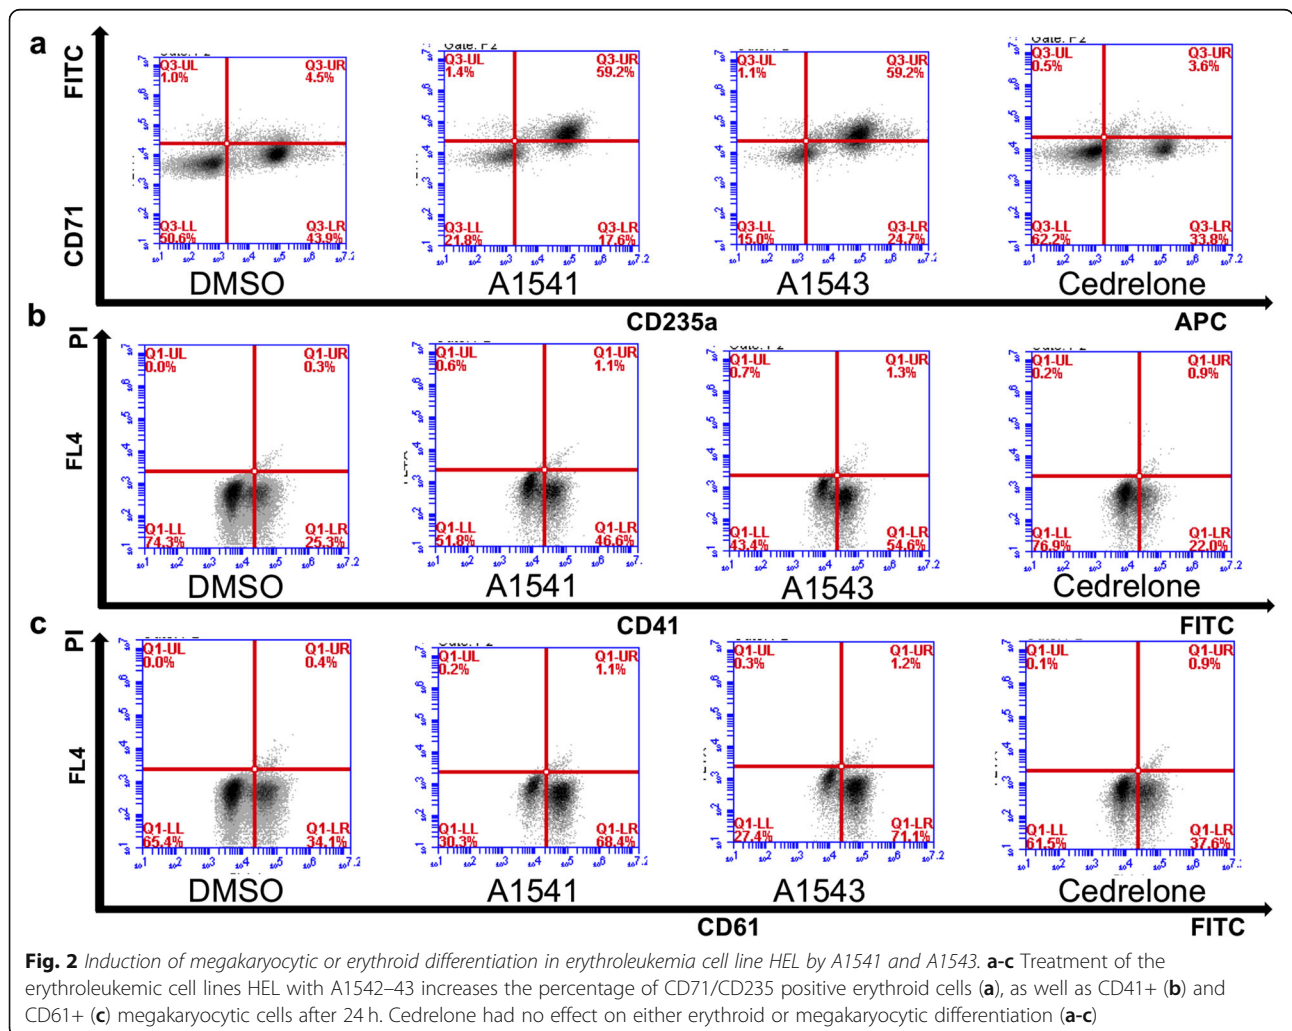 a
FITC
CD71
Q3-UL
1.0%
Q3-UR
4.5%
Q3-LL
50.6%
Q3-LR
43.9%
DMSO
Gate: P2
Q3-UL
1.4%
Q3-UR
59.2%
Q3-LL
21.8%
Q3-LR
17.6%
A1541
Q3-UL
1.1%
Q3-UR
59.2%
Q3-LL
15.0%
Q3-LR
24.7%
A1543
Gate: P2
Q3-UL
0.5%
Q3-UR
3.6%
Q3-LL
62.2%
Q3-LR
33.8%
Cedrelone
CD235a
APC
b
PI
FL4
Q1-UL
0.0%
Q1-UR
0.3%
Q1-LL
74.3%
Q1-LR
25.3%
DMSO
Q1-UL
0.6%
Q1-UR
1.1%
Q1-LL
51.8%
Q1-LR
46.6%
A1541
Q1-UL
0.7%
Q1-UR
1.3%
Q1-LL
43.4%
Q1-LR
54.6%
A1543
Q1-UL
0.2%
Q1-UR
0.9%
Q1-LL
76.9%
Q1-LR
22.0%
Cedrelone
CD41
FITC
c
PI
FL4
Q1-UL
0.0%
Q1-UR
0.4%
Q1-LL
65.4%
Q1-LR
34.1%
DMSO
Q1-UL
0.2%
Q1-UR
1.1%
Q1-LL
30.3%
Q1-LR
68.4%
A1541
Q1-UL
0.3%
Q1-UR
1.2%
Q1-LL
27.4%
Q1-LR
71.1%
A1543
Q1-UL
0.1%
Q1-UR
0.9%
Q1-LL
61.5%
Q1-LR
37.6%
Cedrelone
CD61
FITC
Fig. 2 Induction of megakaryocytic or erythroid differentiation in erythroleukemia cell line HEL by A1541 and A1543. a-c Treatment of the
erythroleukemic cell lines HEL with A1542–43 increases the percentage of CD71/CD235 positive erythroid cells (a), as well as CD41+ (b) and
CD61+ (c) megakaryocytic cells after 24 h. Cedrelone had no effect on either erythroid or megakaryocytic differentiation (a-c)